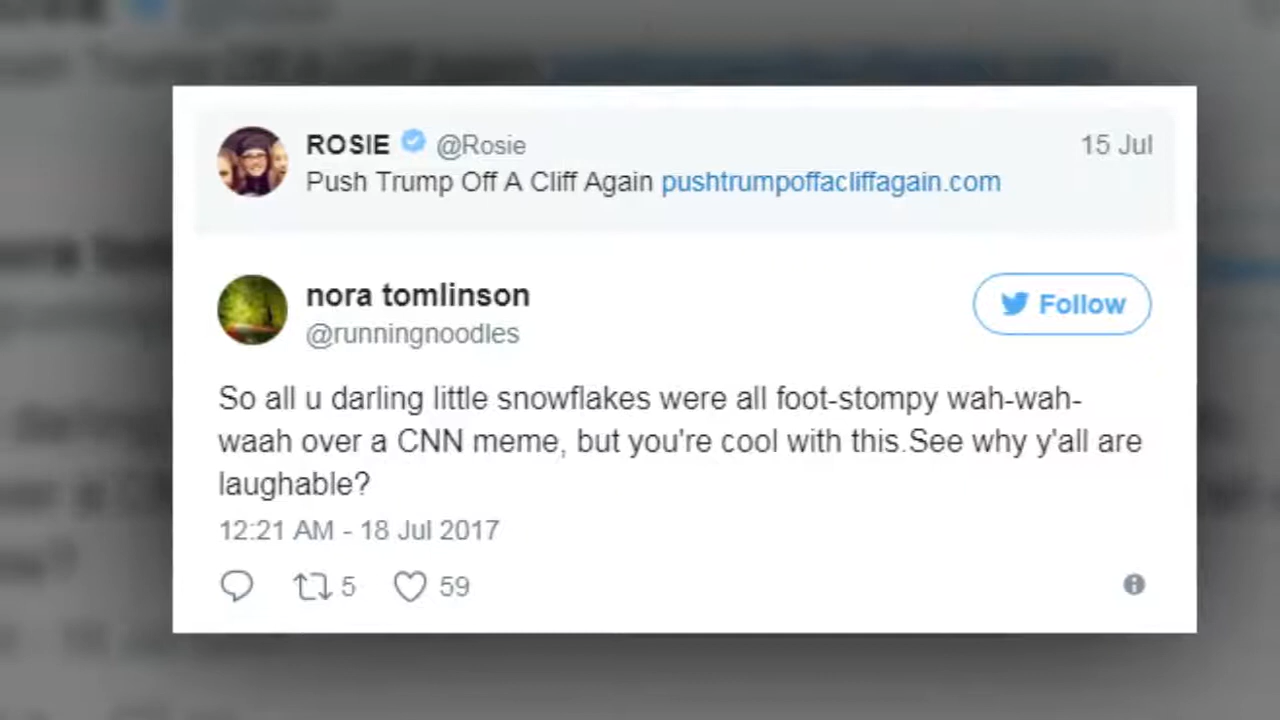 ROSIE @Rosie 15 Jul
Push Trump Off A Cliff Again pushtrumpoffacliffagain.com
nora tomlinson
@runningnoodles
Follow
So all u darling little snowflakes were all foot-stompy wah-wah-
waah over a CNN meme, but you're cool with this.See why y'all are
laughable?
12:21 AM - 18 Jul 2017
5 59